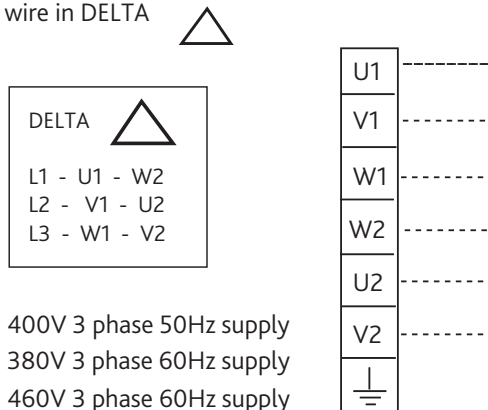 wire in DELTA
DELTA
L1 - U1 - W2
L2 - V1 - U2
L3 - W1 - V2
400V 3 phase 50Hz supply
380V 3 phase 60Hz supply
460V 3 phase 60Hz supply
U1
V1
W1
W2
U2
V2